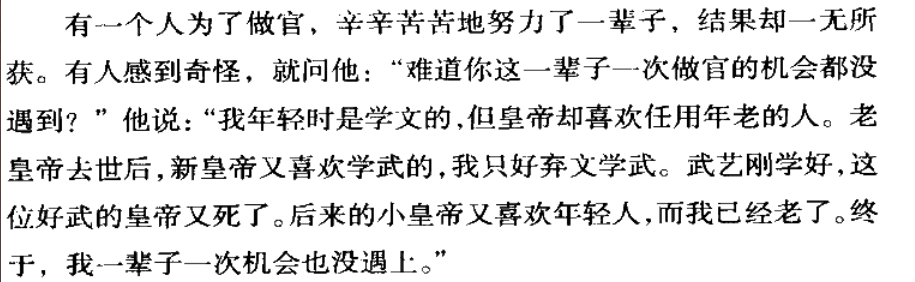 有一个人为了做官，辛辛苦苦地努力了一辈子，结果却一无所
获。有人感到奇怪，就问他：“难道你这一辈子一次做官的机会都没
遇到？”他说：“我年轻时是学文的，但皇帝却喜欢任用年老的人。老
皇帝去世后，新皇帝又喜欢学武的，我只好弃文学武。武艺刚学好，这
位好武的皇帝又死了。后来的小皇帝又喜欢年轻人，而我已经老了。终
于，我一辈子一次机会也没遇上。”